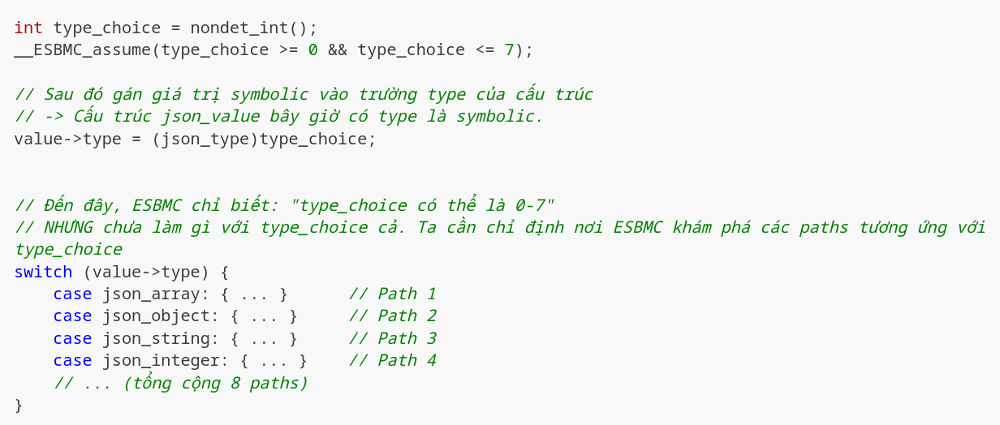 int type_choice = nondet_int();
__ESBMC_assume(type_choice >= 0 && type_choice <= 7);
// Sau đó gán giá trị symbolic vào trường type của cấu trúc
// -> Cấu trúc json_value bây giờ có type là symbolic.
value->type = (json_type)type_choice;
// Đến đây, ESBMC chỉ biết: "type_choice có thể là 0-7"
// NHƯNG chưa làm gì với type_choice cả. Ta cần chỉ định nơi ESBMC khám phá các paths tương ứng với
type_choice
switch (value->type) {
    case json_array: { ... }      // Path 1
    case json_object: { ... }     // Path 2
    case json_string: { ... }     // Path 3
    case json_integer: { ... }    // Path 4
    // ... (tổng cộng 8 paths)
}